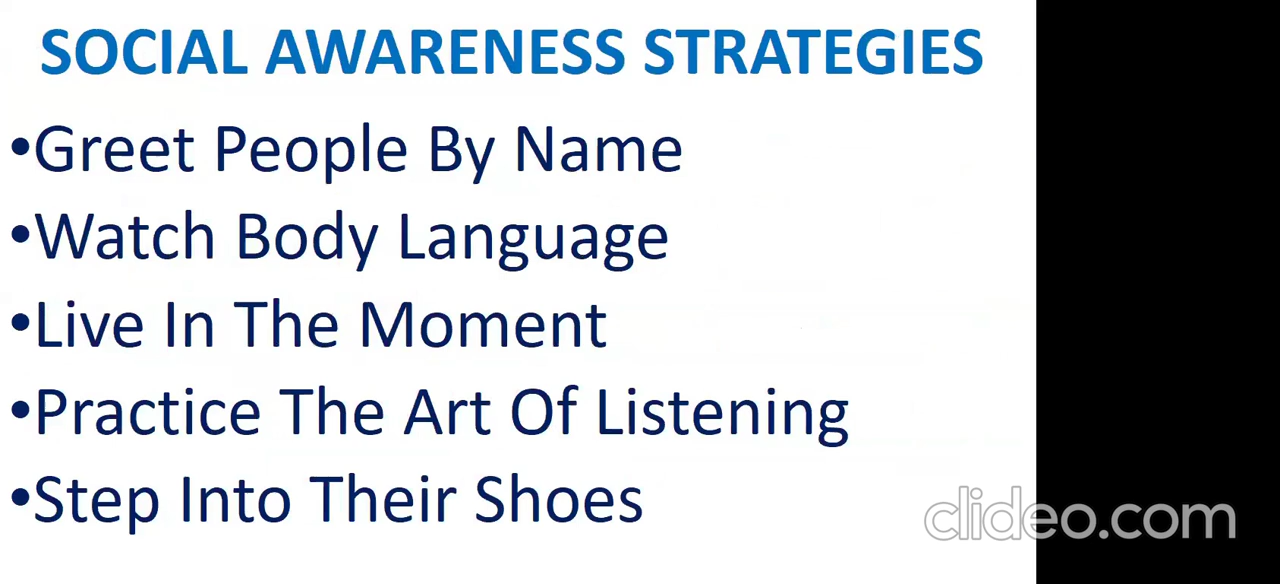 SOCIAL AWARENESS STRATEGIES
•Greet People By Name
•Watch Body Language
•Live In The Moment
•Practice The Art Of Listening
•Step Into Their Shoes
clideo.com